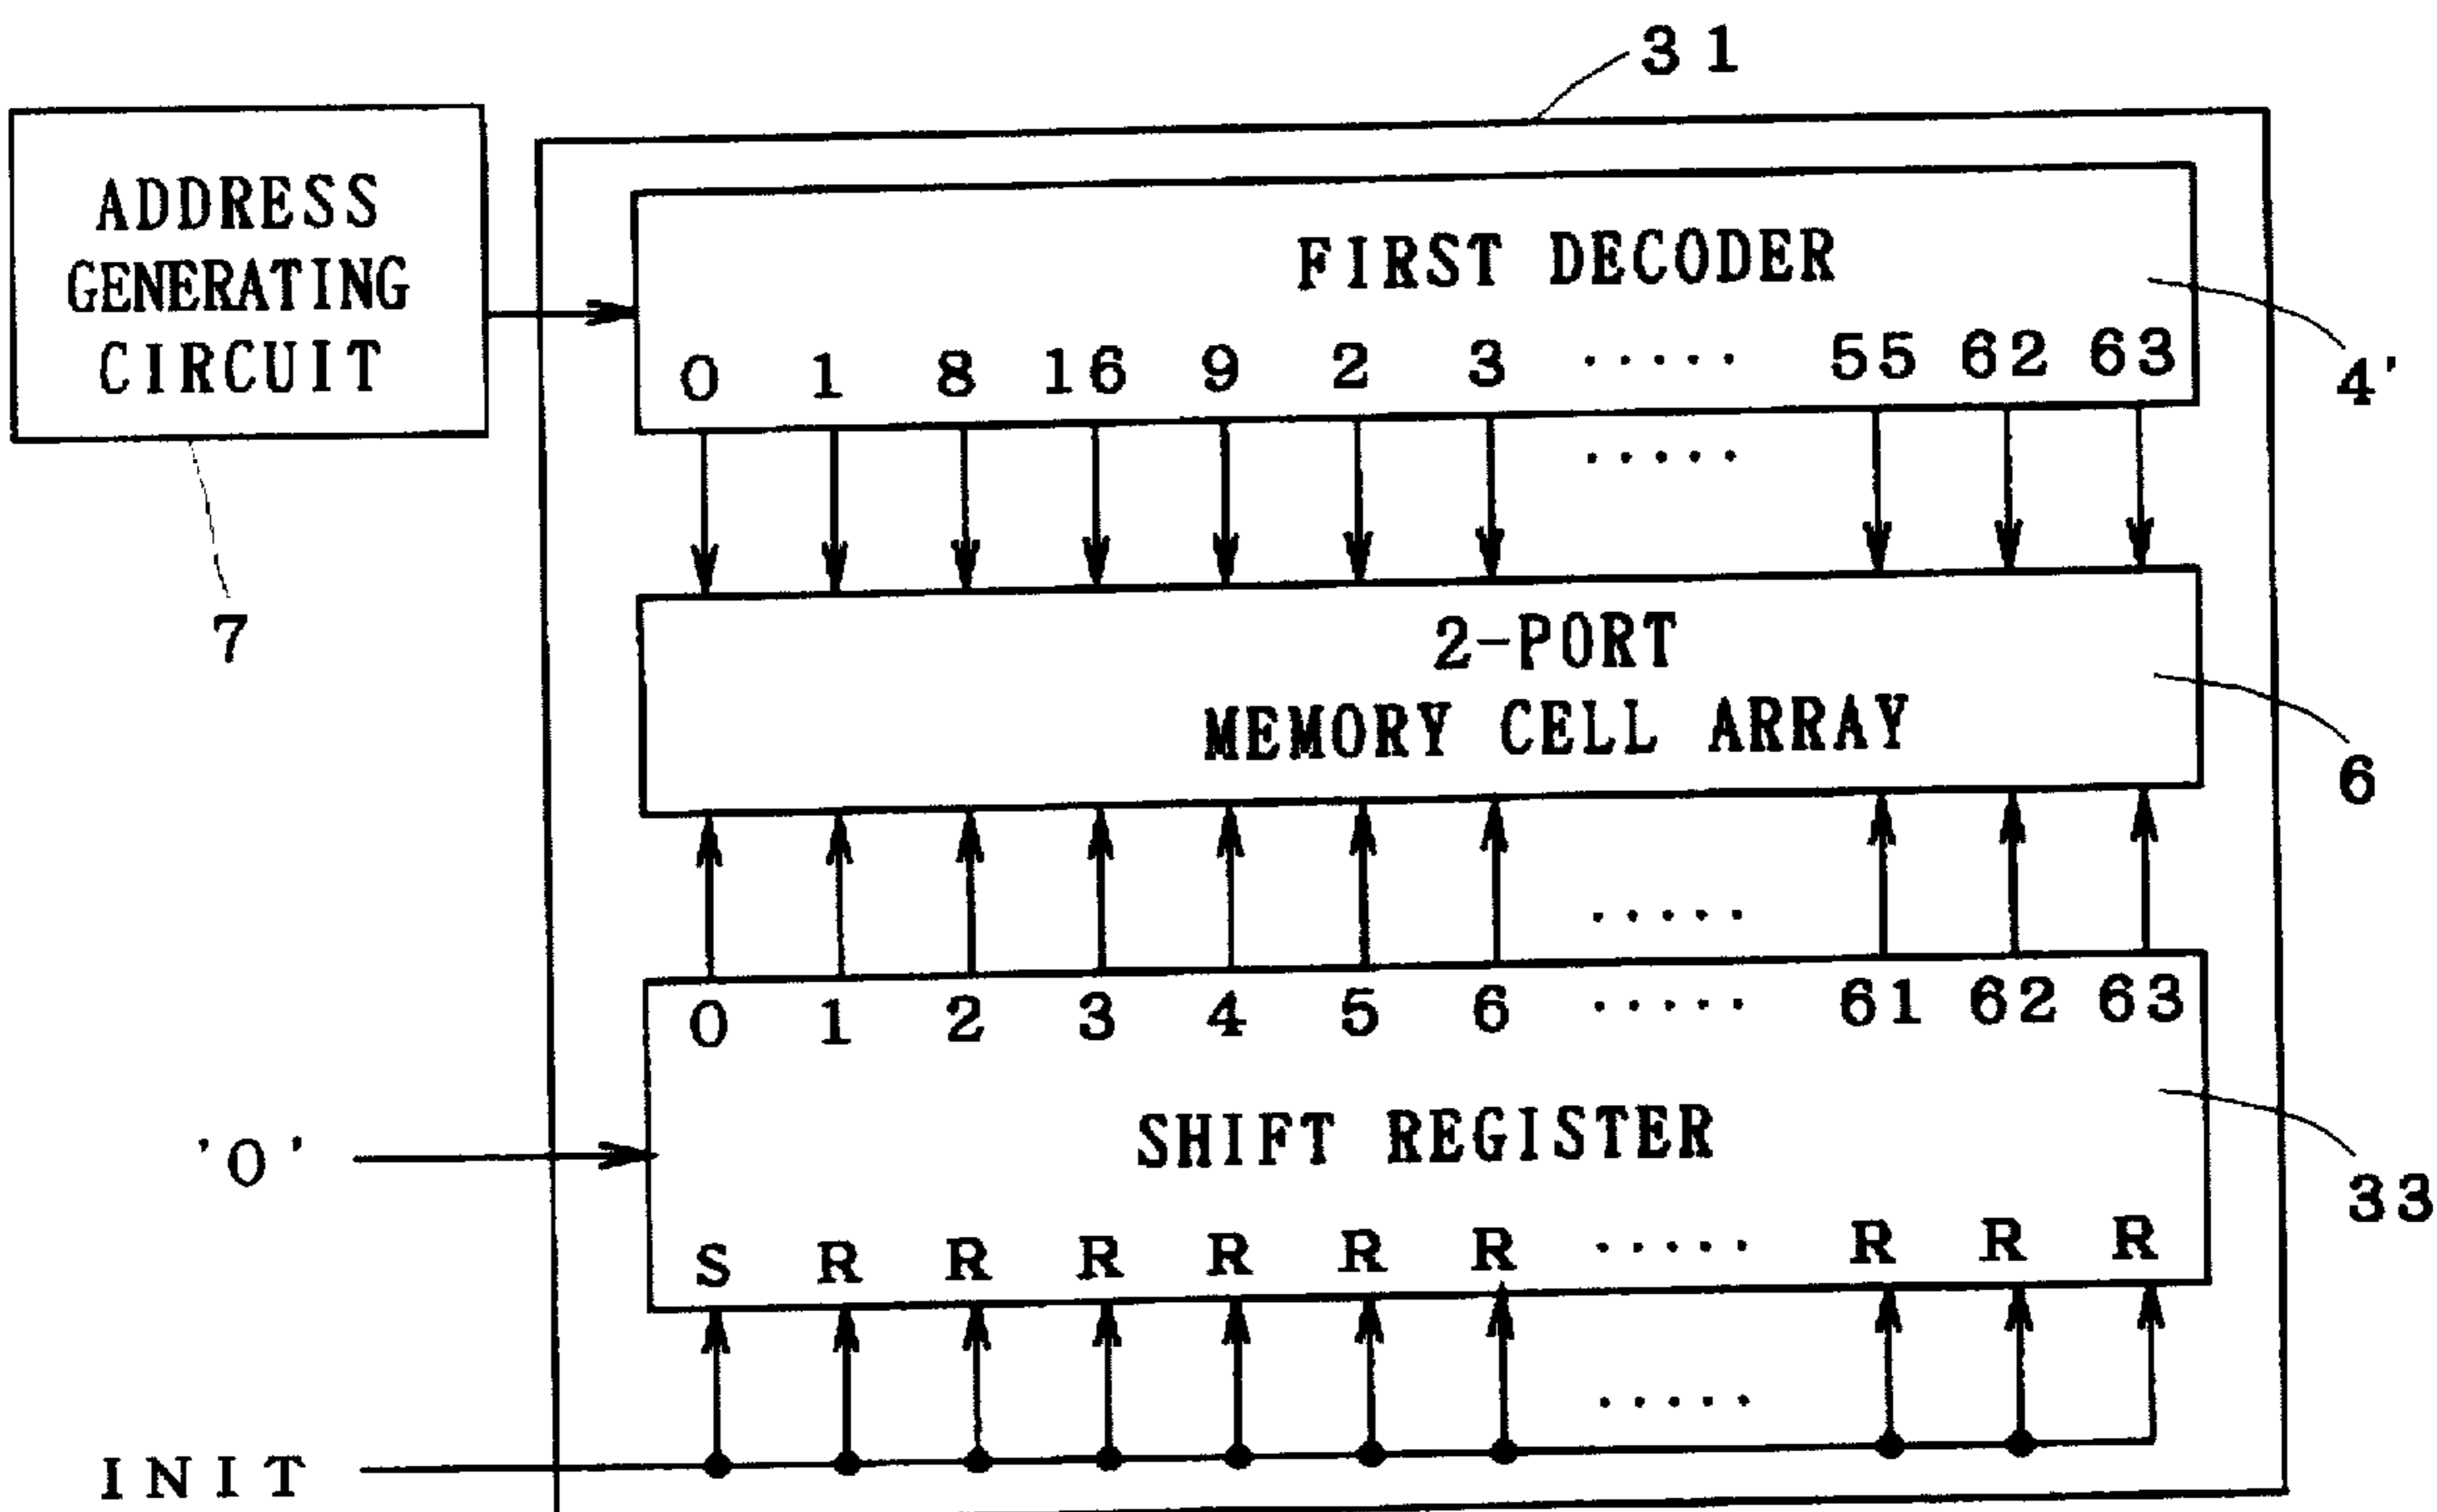 31
ADDRESS
GENERATING
CIRCUIT
7
FIRST DECODER
0 1 8 16 9 2 3 ····· 55 62 63
4'
·····
2-PORT
MEMORY CELL ARRAY
6
·····
0 1 2 3 4 5 6 ····· 61 62 63
'0'
SHIFT REGISTER
33
S R R R R R R ····· R R R
·····
INIT